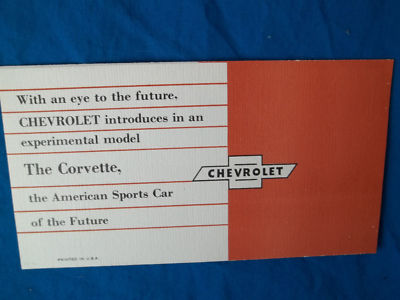 With an eye to the future,
CHEVROLET introduces in an
experimental model
The Corvette,
CHEVROLET
the American Sports Car
of the Future
PRINTED IN U.S.A.